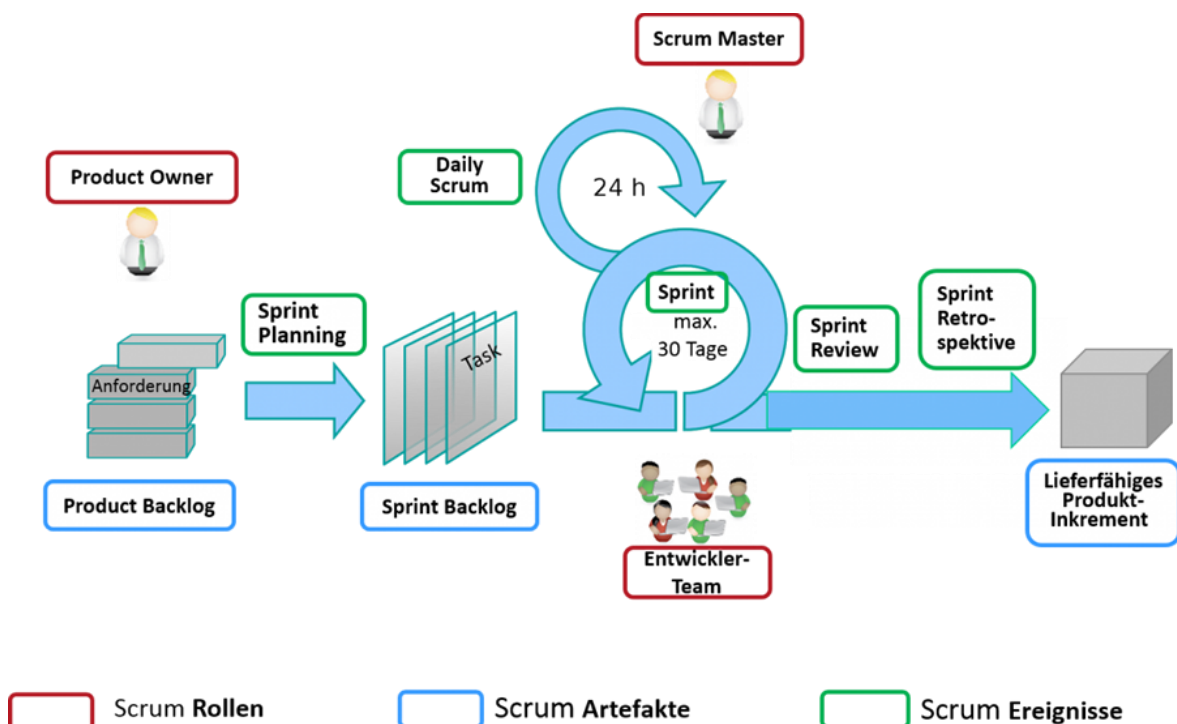 Scrum Master
Product Owner
Daily
Scrum
24 h
Sprint
Planning
Sprint
max.
30 Tage
Sprint
Review
Sprint
Retro-
spektive
Anforderung
Task
Product Backlog
Sprint Backlog
Entwickler-
Team
Lieferfähiges
Produkt-
Inkrement
Scrum Rollen
Scrum Artefakte
Scrum Ereignisse